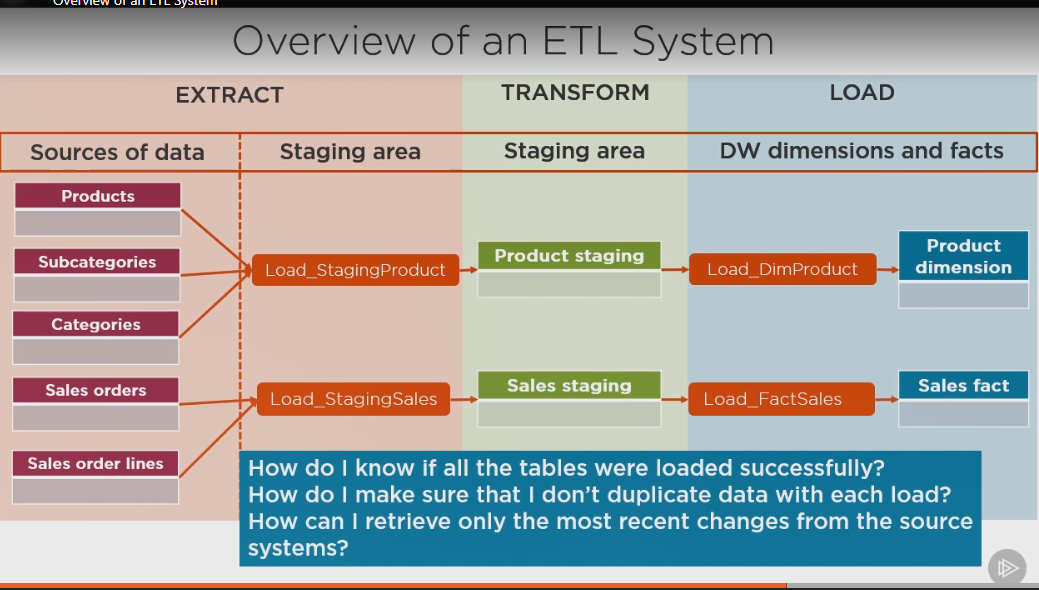 Overview of an ETL System
Overview of an ETL System
EXTRACT
TRANSFORM
LOAD
Sources of data
Staging area
Staging area
DW dimensions and facts
Products
Subcategories
Categories
Sales orders
Sales order lines
Load_StagingProduct
Load_StagingSales
Product staging
Sales staging
Load_DimProduct
Load_FactSales
Product
dimension
Sales fact
How do I know if all the tables were loaded successfully?
How do I make sure that I don’t duplicate data with each load?
How can I retrieve only the most recent changes from the source
systems?